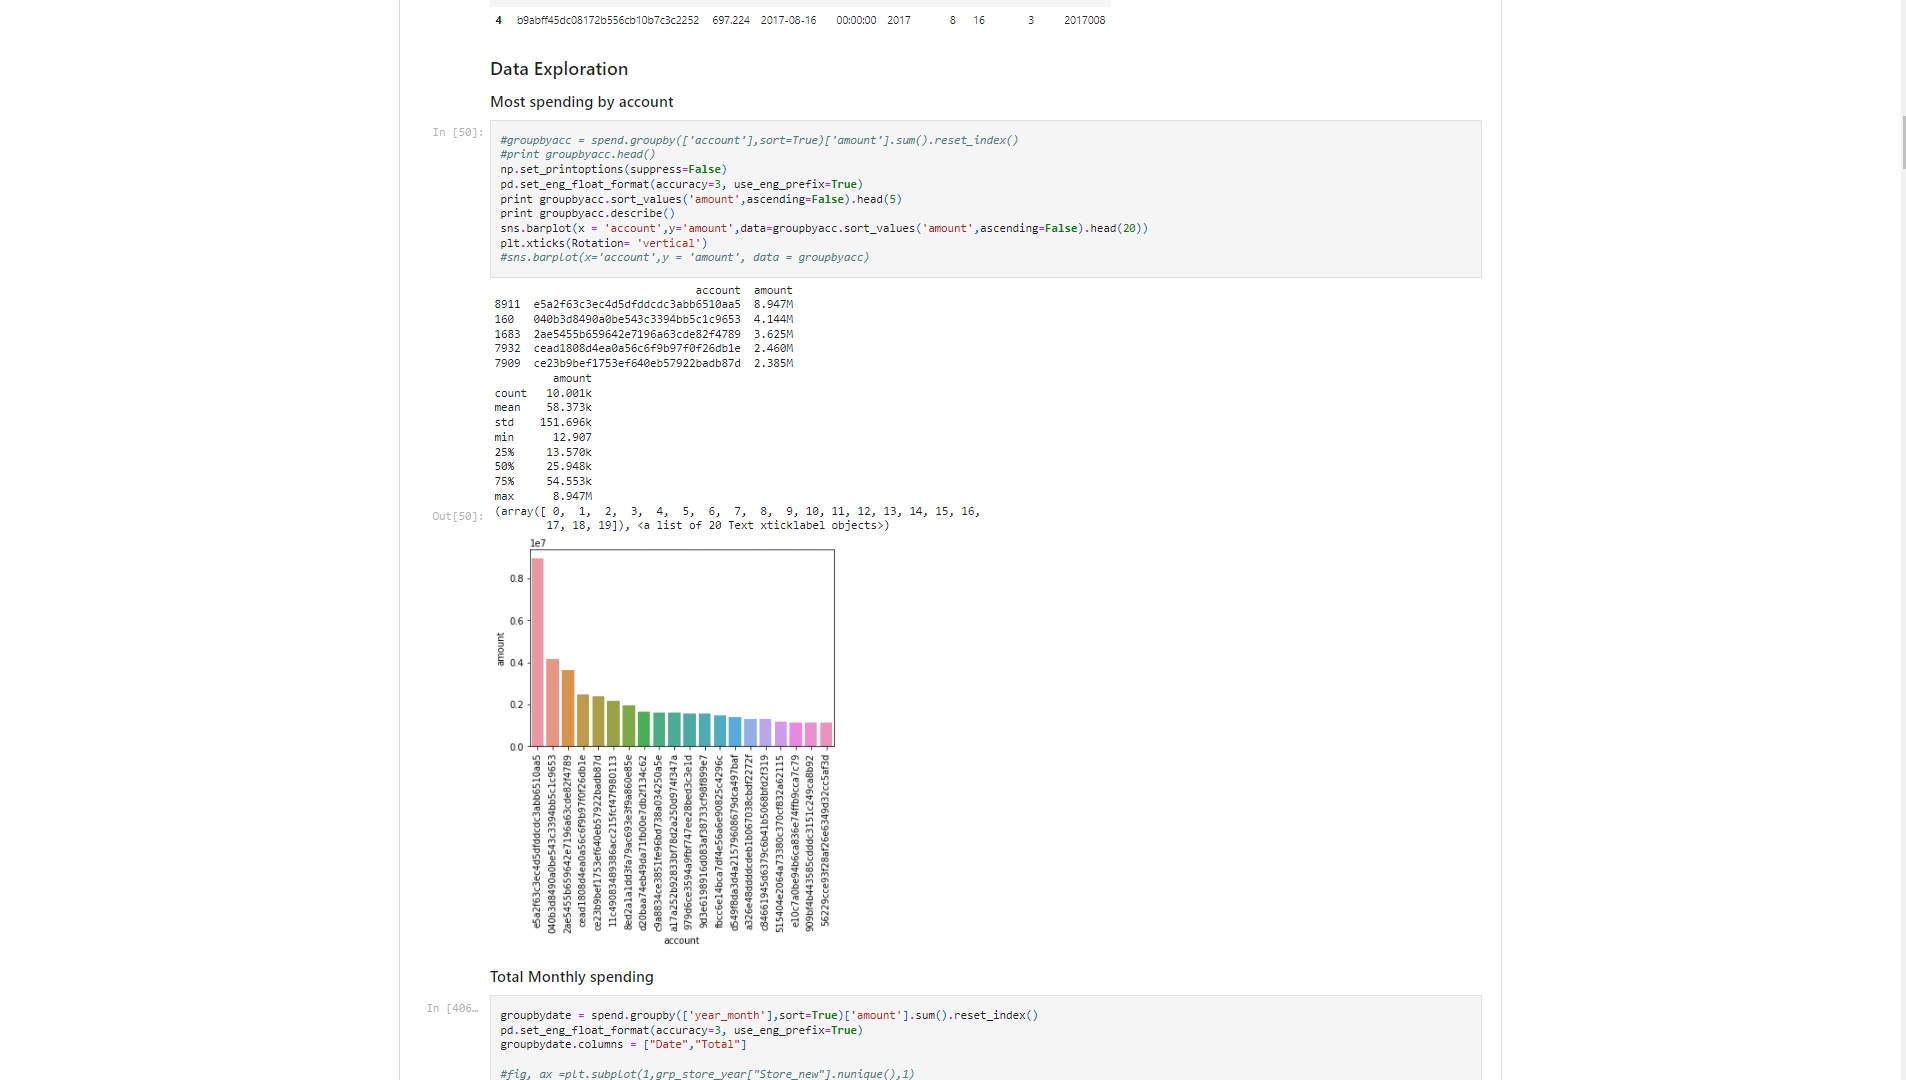 4 b9abff45dc08172b556cb10b7c3c2252 697.224 2017-08-16 00:00:00 2017 8 16 3 2017008
Data Exploration
Most spending by account
In [50]:
#groupbyacc = spend.groupby(['account'],sort=True)['amount'].sum().reset_index()
#print groupbyacc.head()
np.set_printoptions(suppress=False)
pd.set_eng_float_format(accuracy=3, use_eng_prefix=True)
print groupbyacc.sort_values('amount',ascending=False).head(5)
print groupbyacc.describe()
sns.barplot(x = 'account',y='amount',data=groupbyacc.sort_values('amount',ascending=False).head(20))
plt.xticks(Rotation= 'vertical')
#sns.barplot(x='account',y = 'amount', data = groupbyacc)
account amount
8911 e5a2f63c3ec4d5dfddcdc3abb6510aa5 8.947M
160 040b3d8490a0be543c3394bb5c1c9653 4.144M
1683 2ae5455b659642e7196a63cde82f4789 3.625M
7932 cead1808d4ea0a56c6f9b97f0f26db1e 2.460M
7909 ce23b9bef1753ef640eb57922badb87d 2.385M
amount
count 10.001k
mean 58.373k
std 151.696k
min 12.907
25% 13.570k
50% 25.948k
75% 54.553k
max 8.947M
Out[50]:
(array([ 0, 1, 2, 3, 4, 5, 6, 7, 8, 9, 10, 11, 12, 13, 14, 15, 16,
17, 18, 19]), <a list of 20 Text xticklabel objects>)
1e7
0.8
0.6
0.4
0.2
0.0
amount
e5a2f63c3ec4d5dfddcdc3abb6510aa5
040b3d8490a0be543c3394bb5c1c9653
2ae5455b659642e7196a63cde82f4789
cead1808d4ea0a56c6f9b97f0f26db1e
ce23b9bef1753ef640eb57922badb87d
11c49083489386acc215fcf47f980113
8ed2a1a1dd3fa79ac693e3f9a860e85e
d20baa74eb49da71fb00e7db2f134c62
c9a8834ce3851fe96bd738a034250a5e
a17a252b92833bf78d2a250d974f347a
979d6ce3594a9fbf747ee28bed3c3e1d
9d3e6198916d083af38733cf98f899e7
fbcc6e14bca7df4e56a6e90825c4296c
d549f8da3d4a21579608679dca497baf
a326e48ddddcdeb1b067038cbdf2272f
c84661945d6379c6b41b5068bfd2f319
515404e2064a73380c370cf832a62115
e10c7a0be94b6ca836e74ffb9cca7c79
909bf4b443585cdddc3151c249ca8b92
56229cce93f28af26e6349d32cc5af3d
account
Total Monthly spending
In [406…
groupbydate = spend.groupby(['year_month'],sort=True)['amount'].sum().reset_index()
pd.set_eng_float_format(accuracy=3, use_eng_prefix=True)
groupbydate.columns = ["Date","Total"]
#fig, ax =plt.subplot(1,grp_store_year["Store_new"].nunique(),1)